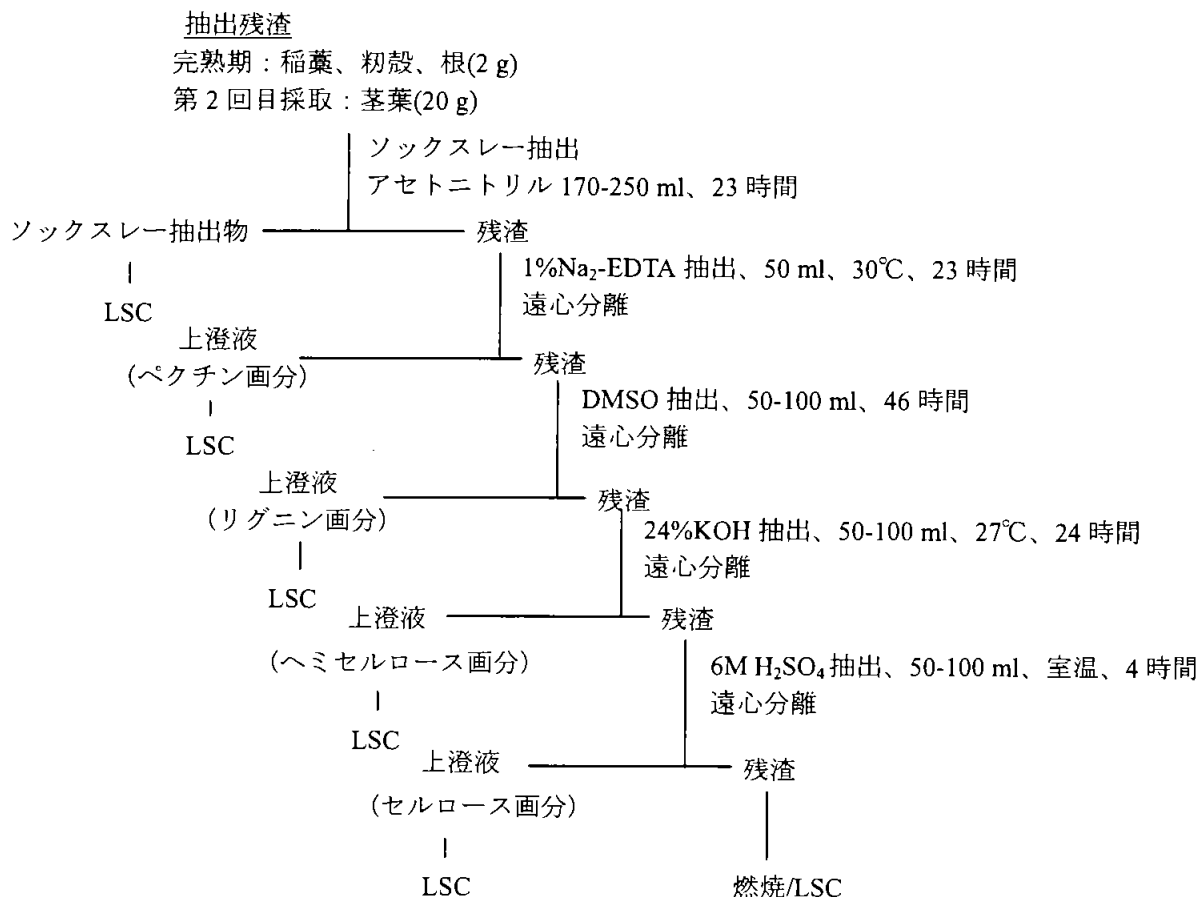 抽出残渣
完熟期：稲藁、籾殻、根(2 g)
第 2 回目採取：茎葉(20 g)
ソックスレー抽出
アセトニトリル 170-250 ml、23 時間
ソックスレー抽出物
残渣
LSC
1%Na₂-EDTA 抽出、50 ml、30℃、23 時間
遠心分離
上澄液
(ペクチン画分)
残渣
LSC
DMSO 抽出、50-100 ml、46 時間
遠心分離
上澄液
(リグニン画分)
残渣
LSC
24%KOH 抽出、50-100 ml、27℃、24 時間
遠心分離
上澄液
(ヘミセルロース画分)
残渣
LSC
6M H₂SO₄ 抽出、50-100 ml、室温、4 時間
遠心分離
上澄液
(セルロース画分)
残渣
LSC
燃焼/LSC